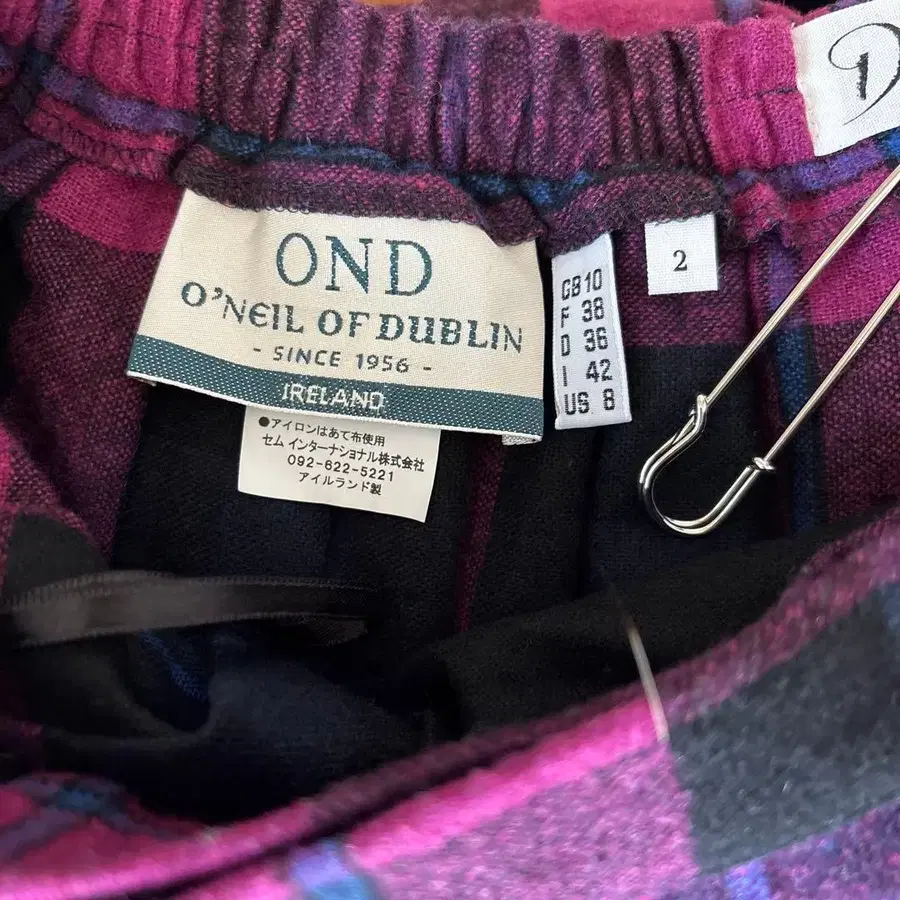 OND
O'NEIL OF DUBLIN
- SINCE 1956 -
IRELAND
GB 10
F 38
D 36
I 42
US 8
2
●アイロンはあて布使用
セム インターナショナル株式会社
092-622-5221
アイルランド製